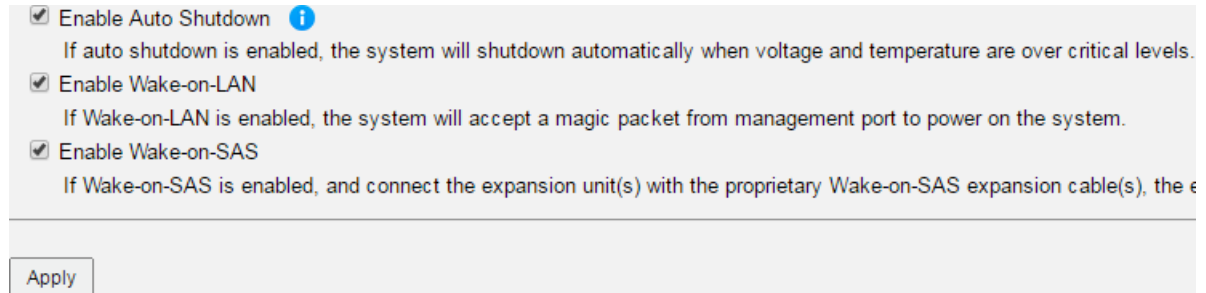 Enable Auto Shutdown
If auto shutdown is enabled, the system will shutdown automatically when voltage and temperature are over critical levels.
Enable Wake-on-LAN
If Wake-on-LAN is enabled, the system will accept a magic packet from management port to power on the system.
Enable Wake-on-SAS
If Wake-on-SAS is enabled, and connect the expansion unit(s) with the proprietary Wake-on-SAS expansion cable(s), the
Apply